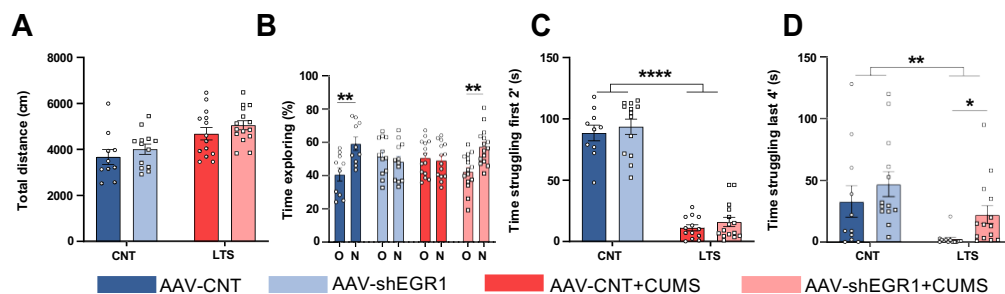 A
Total distance (cm)
8000
6000
4000
2000
0
CNT
LTS
B
Time exploring (%)
100
80
60
40
20
0
**
**
O N O N O N O N
C
Time struggling first 2' (s)
200
150
100
50
0
****
CNT
LTS
D
Time struggling last 4' (s)
150
100
50
0
**
*
CNT
LTS
AAV-CNT
AAV-shEGR1
AAV-CNT+CUMS
AAV-shEGR1+CUMS